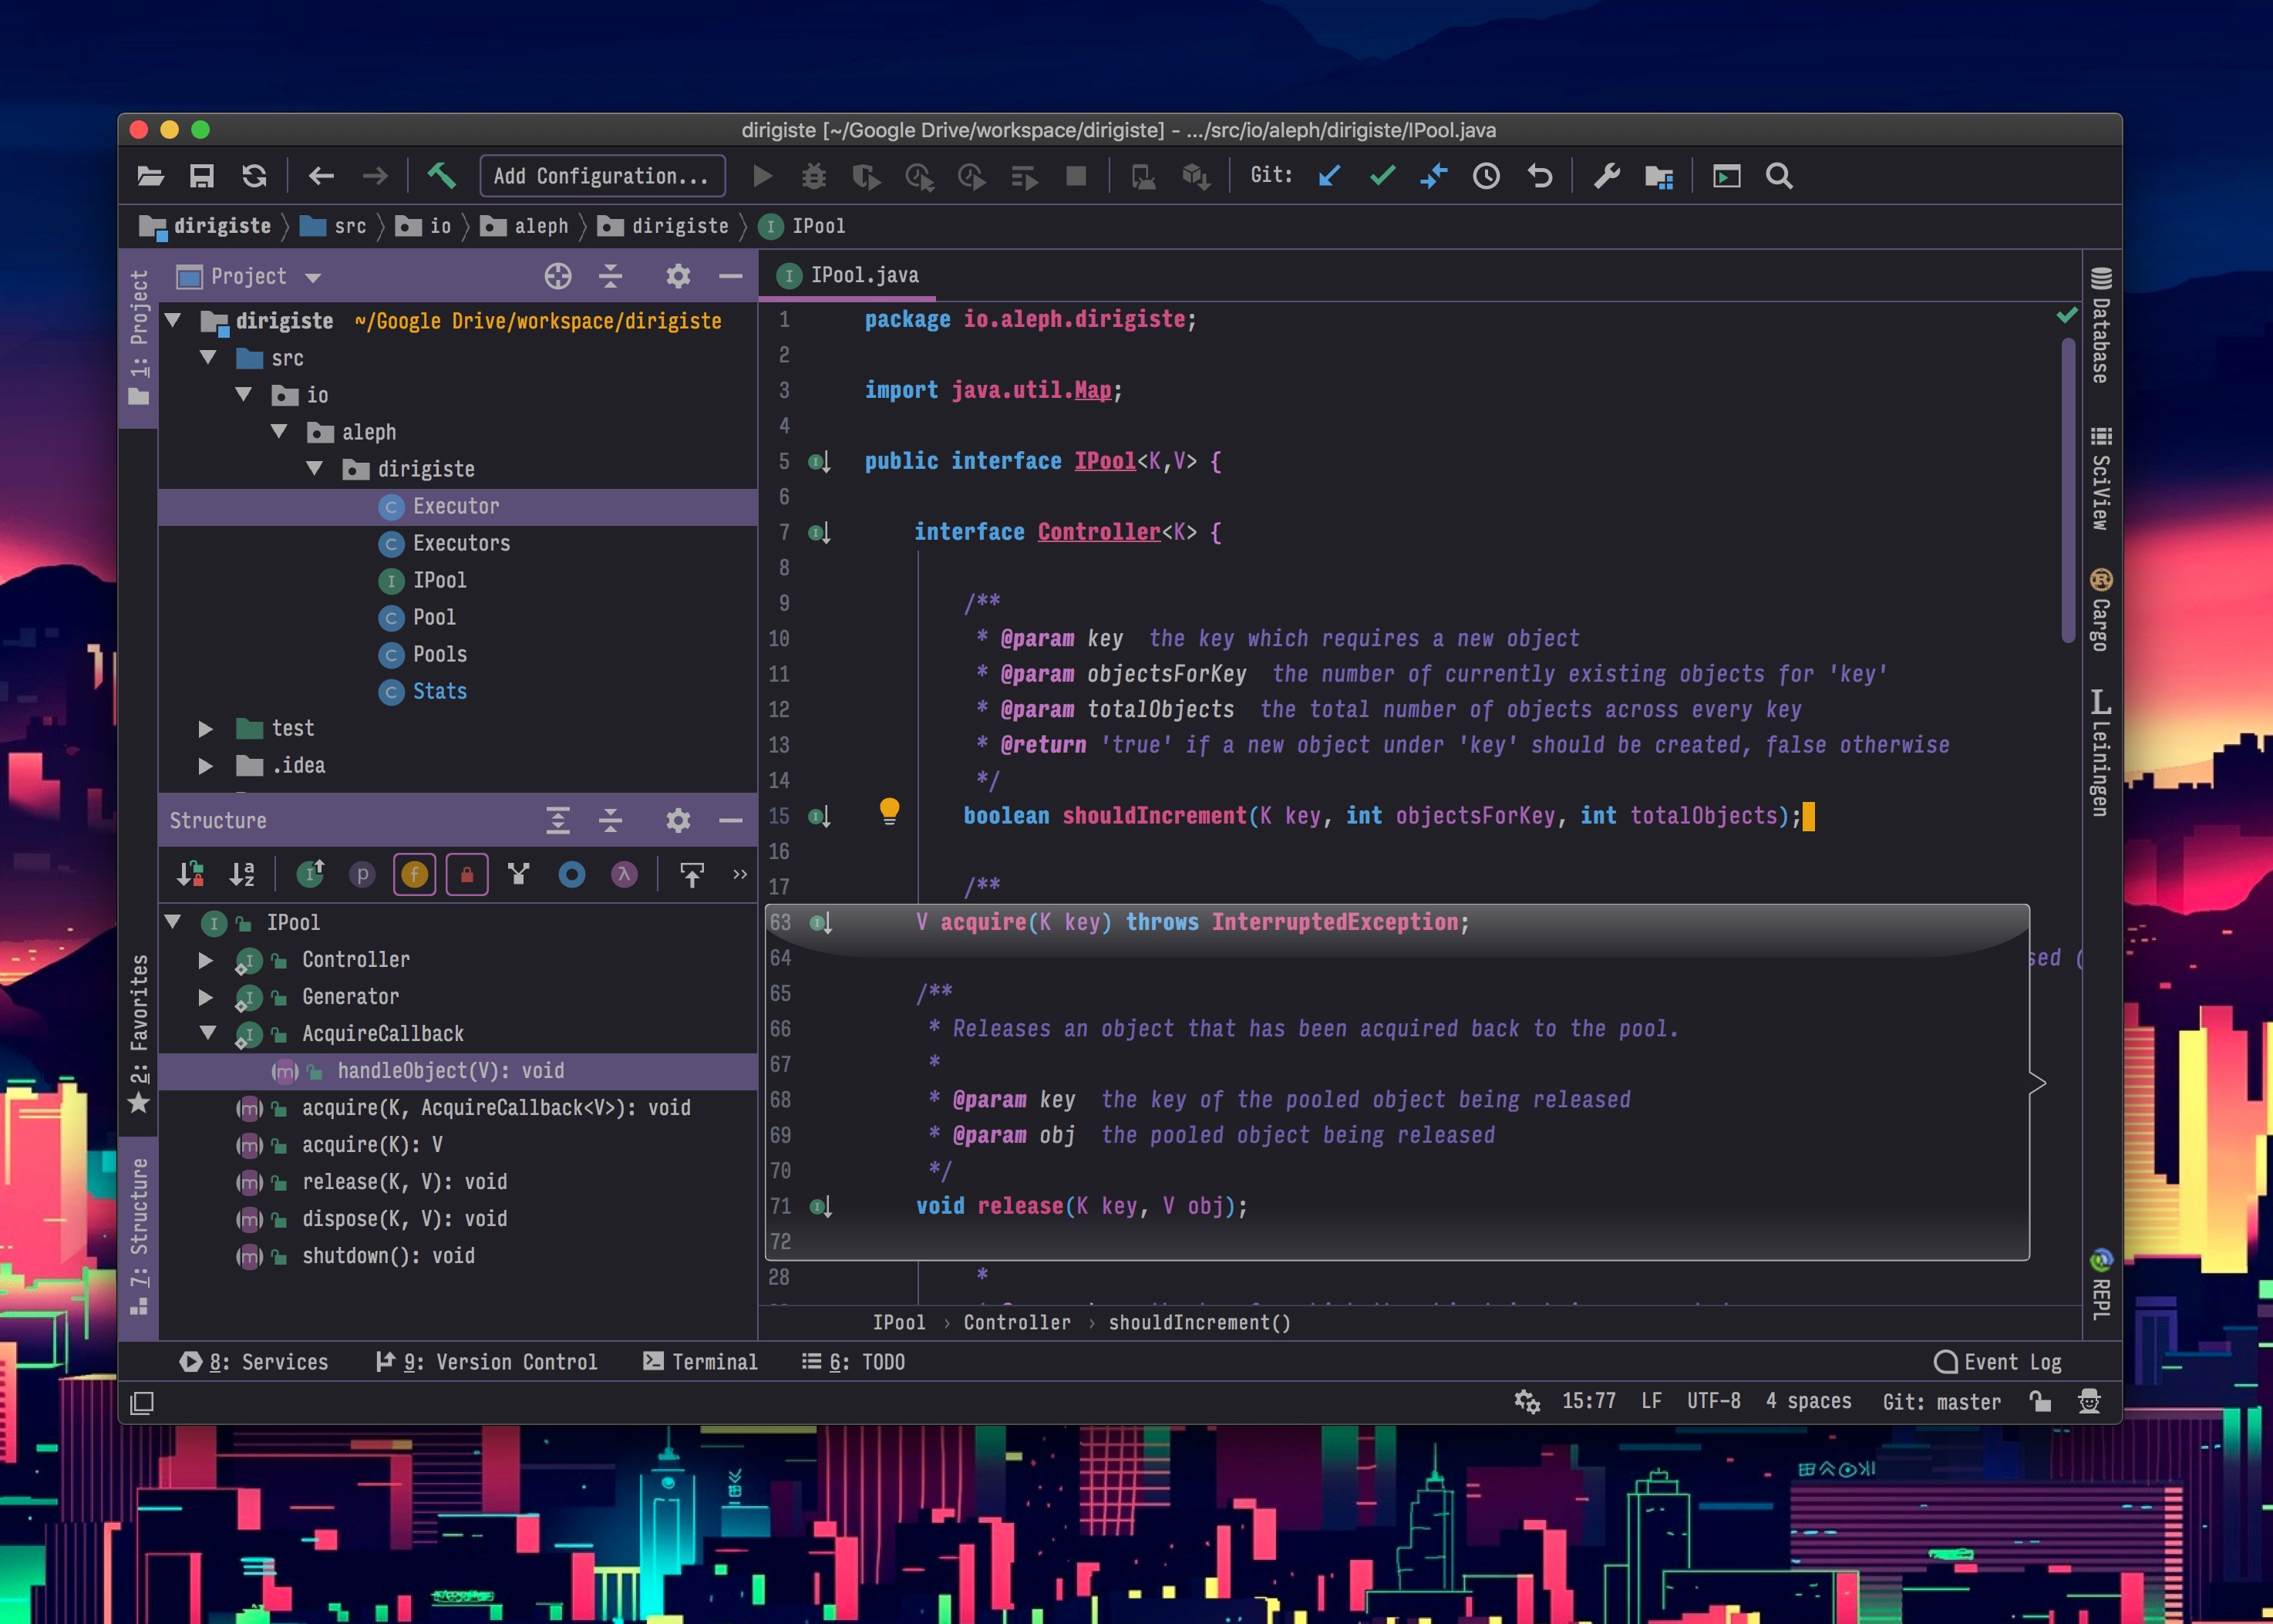 dirigiste [~/Google Drive/workspace/dirigiste] - .../src/io/aleph/dirigiste/IPool.java
Add Configuration...
Git:
dirigiste
src
io
aleph
dirigiste
IPool
1: Project
2: Favorites
7: Structure
Project
dirigiste ~/Google Drive/workspace/dirigiste
src
io
aleph
dirigiste
Executor
Executors
IPool
Pool
Pools
Stats
test
.idea
Structure
IPool
Controller
Generator
AcquireCallback
handleObject(V): void
acquire(K, AcquireCallback<V>): void
acquire(K): V
release(K, V): void
dispose(K, V): void
shutdown(): void
IPool.java
1 package io.aleph.dirigiste;
2
3 import java.util.Map;
4
5 public interface IPool<K,V> {
6
7 interface Controller<K> {
8
9 /**
10 * @param key  the key which requires a new object
11 * @param objectsForKey  the number of currently existing objects for 'key'
12 * @param totalObjects  the total number of objects across every key
13 * @return 'true' if a new object under 'key' should be created, false otherwise
14 */
15 boolean shouldIncrement(K key, int objectsForKey, int totalObjects);
16
17 /**
63 V acquire(K key) throws InterruptedException;
64
65 /**
66 * Releases an object that has been acquired back to the pool.
67 *
68 * @param key  the key of the pooled object being released
69 * @param obj  the pooled object being released
70 */
71 void release(K key, V obj);
72
28 *
IPool › Controller › shouldIncrement()
Database
SciView
Cargo
Leiningen
REPL
8: Services
9: Version Control
Terminal
6: TODO
Event Log
15:77
LF
UTF-8
4 spaces
Git: master